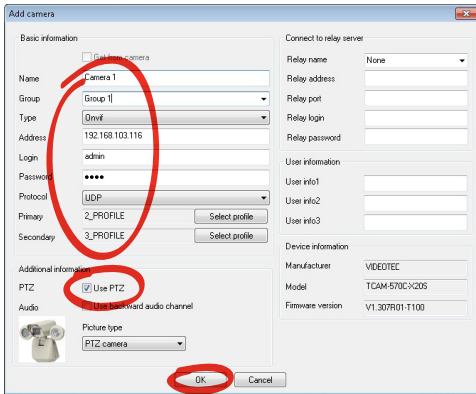 Add camera
Basic information
Get from camera
Name Camera 1
Group Group 1
Type Onvif
Address 192.168.103.116
Login admin
Password ●●●●
Protocol UDP
Primary 2_PROFILE Select profile
Secondary 3_PROFILE Select profile
Additional information
PTZ Use PTZ
Audio Use backward audio channel
Picture type
PTZ camera
Connect to relay server
Relay name None
Relay address
Relay port
Relay login
Relay password
User information
User info1
User info2
User info3
Device information
Manufacturer VIDEOTEC
Model TCAM-570C-X20S
Firmware version V1.307R01-T100
OK Cancel